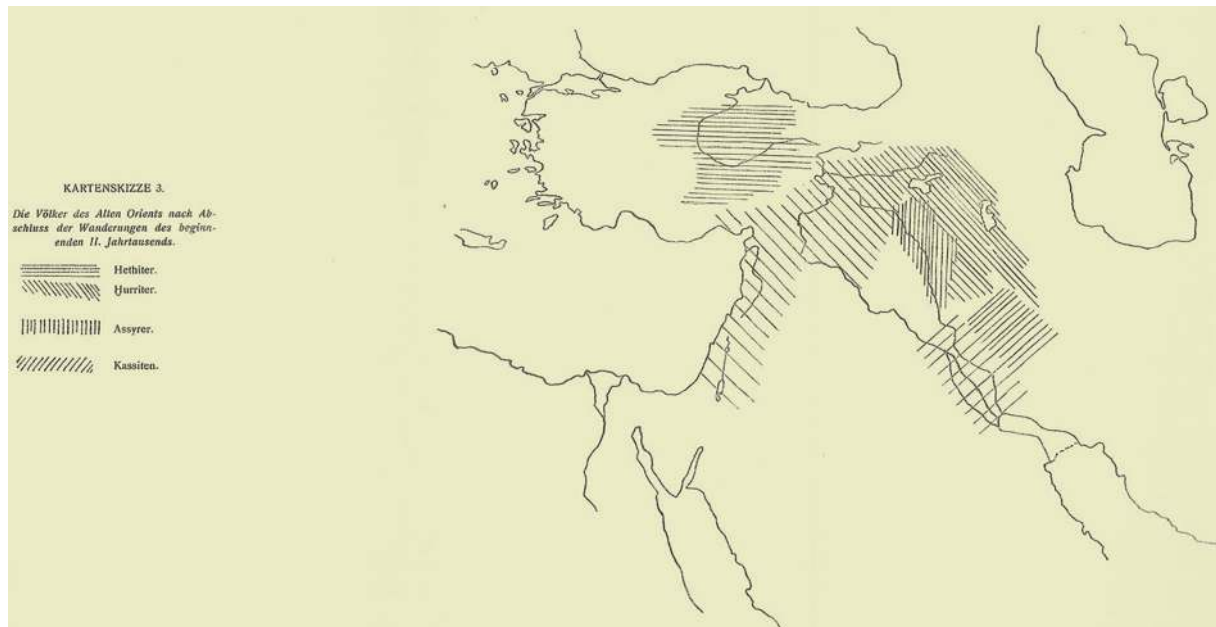 KARTENSKIZZE 3.
Die Völker des Alten Orients nach Ab-
schluss der Wanderungen des beginn-
enden II. Jahrtausends.
Hethiter.
Ḫurriter.
Assyrer.
Kassiten.